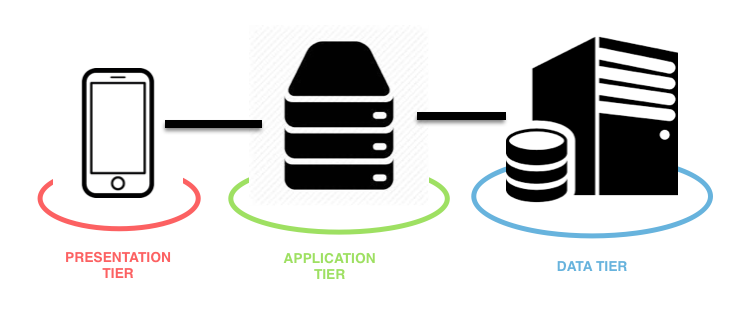 PRESENTATION
TIER
APPLICATION
TIER
DATA TIER